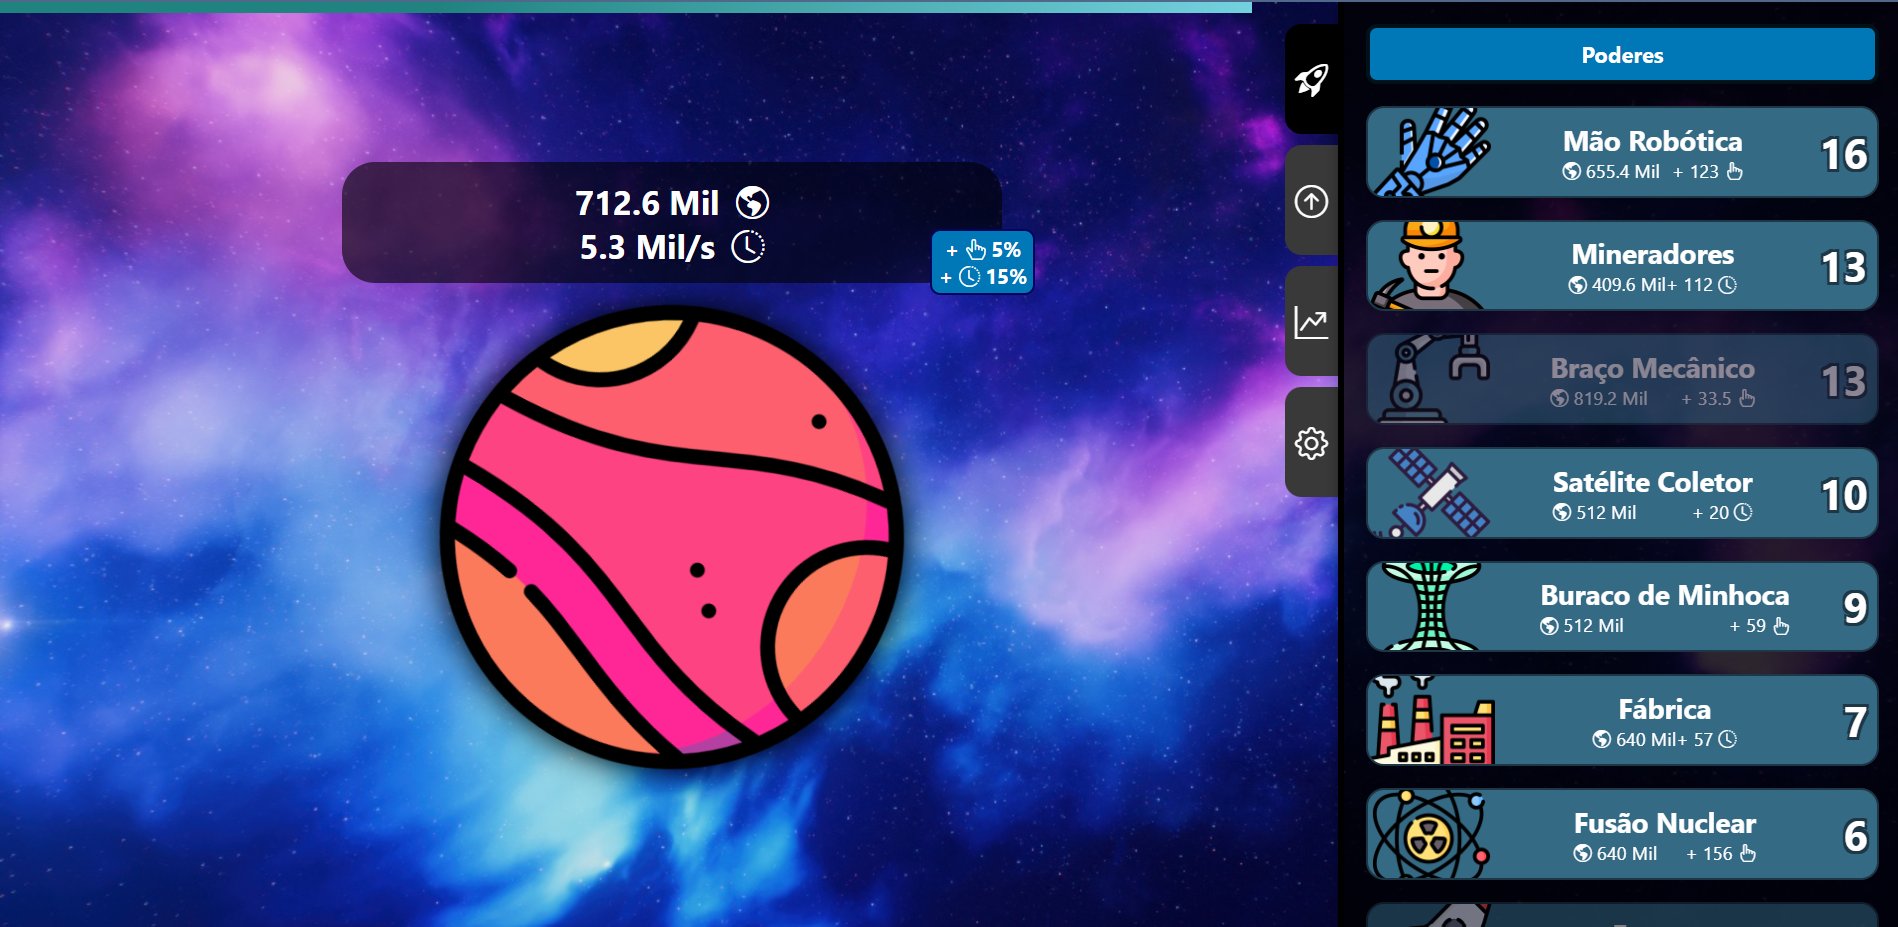 712.6 Mil
5.3 Mil/s
+ 5%
+ 15%
Poderes
Mão Robótica
655.4 Mil + 123
16
Mineradores
409.6 Mil+ 112
13
Braço Mecânico
819.2 Mil + 33.5
13
Satélite Coletor
512 Mil + 20
10
Buraco de Minhoca
512 Mil + 59
9
Fábrica
640 Mil+ 57
7
Fusão Nuclear
640 Mil + 156
6